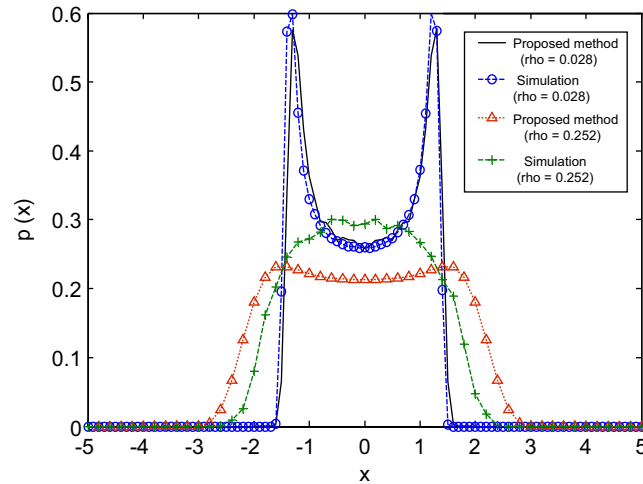 0.6
0.5
0.4
0.3
0.2
0.1
0
p (x)
-5 -4 -3 -2 -1 0 1 2 3 4 5
x
Proposed method
(rho = 0.028)
Simulation
(rho = 0.028)
Proposed method
(rho = 0.252)
Simulation
(rho = 0.252)